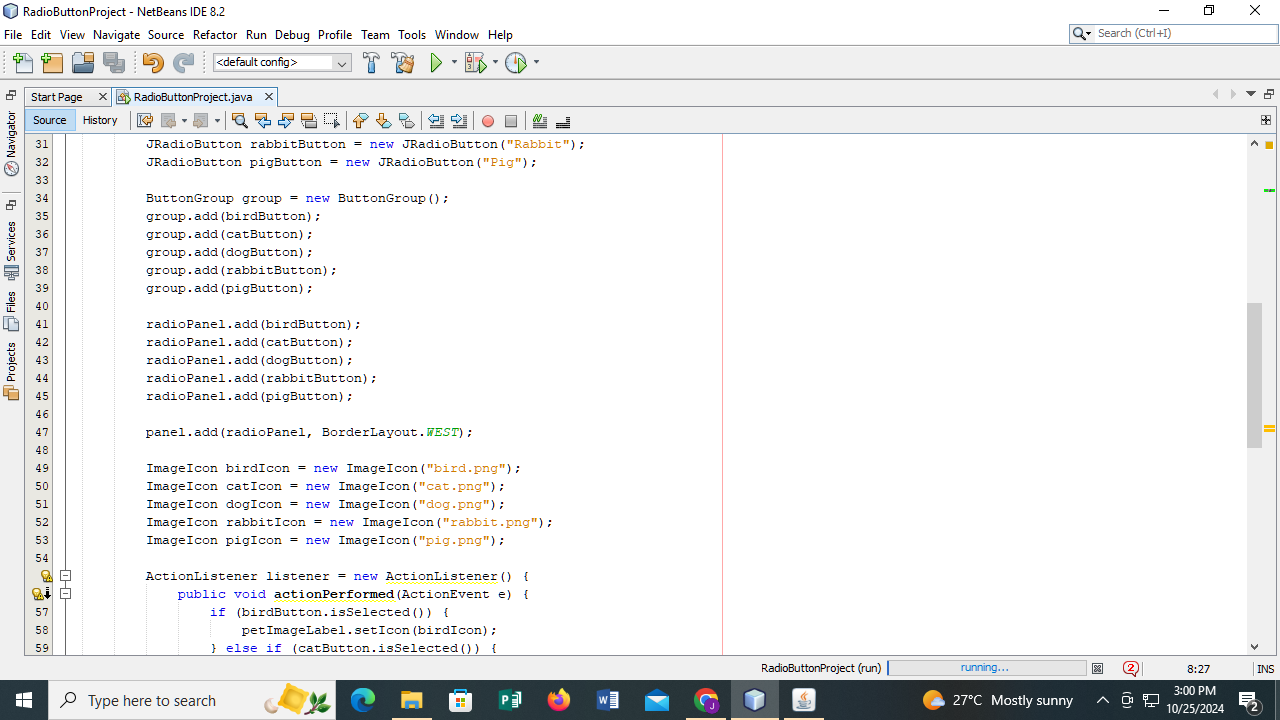 RadioButtonProject - NetBeans IDE 8.2
File Edit View Navigate Source Refactor Run Debug Profile Team Tools Window Help
Search (Ctrl+I)
<default config>
Start Page
RadioButtonProject.java
Source History
Navigator
Services
Files
Projects
31 JRadioButton rabbitButton = new JRadioButton("Rabbit");
32 JRadioButton pigButton = new JRadioButton("Pig");
33
34 ButtonGroup group = new ButtonGroup();
35 group.add(birdButton);
36 group.add(catButton);
37 group.add(dogButton);
38 group.add(rabbitButton);
39 group.add(pigButton);
40
41 radioPanel.add(birdButton);
42 radioPanel.add(catButton);
43 radioPanel.add(dogButton);
44 radioPanel.add(rabbitButton);
45 radioPanel.add(pigButton);
46
47 panel.add(radioPanel, BorderLayout.WEST);
48
49 ImageIcon birdIcon = new ImageIcon("bird.png");
50 ImageIcon catIcon = new ImageIcon("cat.png");
51 ImageIcon dogIcon = new ImageIcon("dog.png");
52 ImageIcon rabbitIcon = new ImageIcon("rabbit.png");
53 ImageIcon pigIcon = new ImageIcon("pig.png");
54
ActionListener listener = new ActionListener() {
public void actionPerformed(ActionEvent e) {
57 if (birdButton.isSelected()) {
58 petImageLabel.setIcon(birdIcon);
59 } else if (catButton.isSelected()) {
RadioButtonProject (run) running... 2 8:27 INS
Type here to search
27°C Mostly sunny
3:00 PM
10/25/2024
2